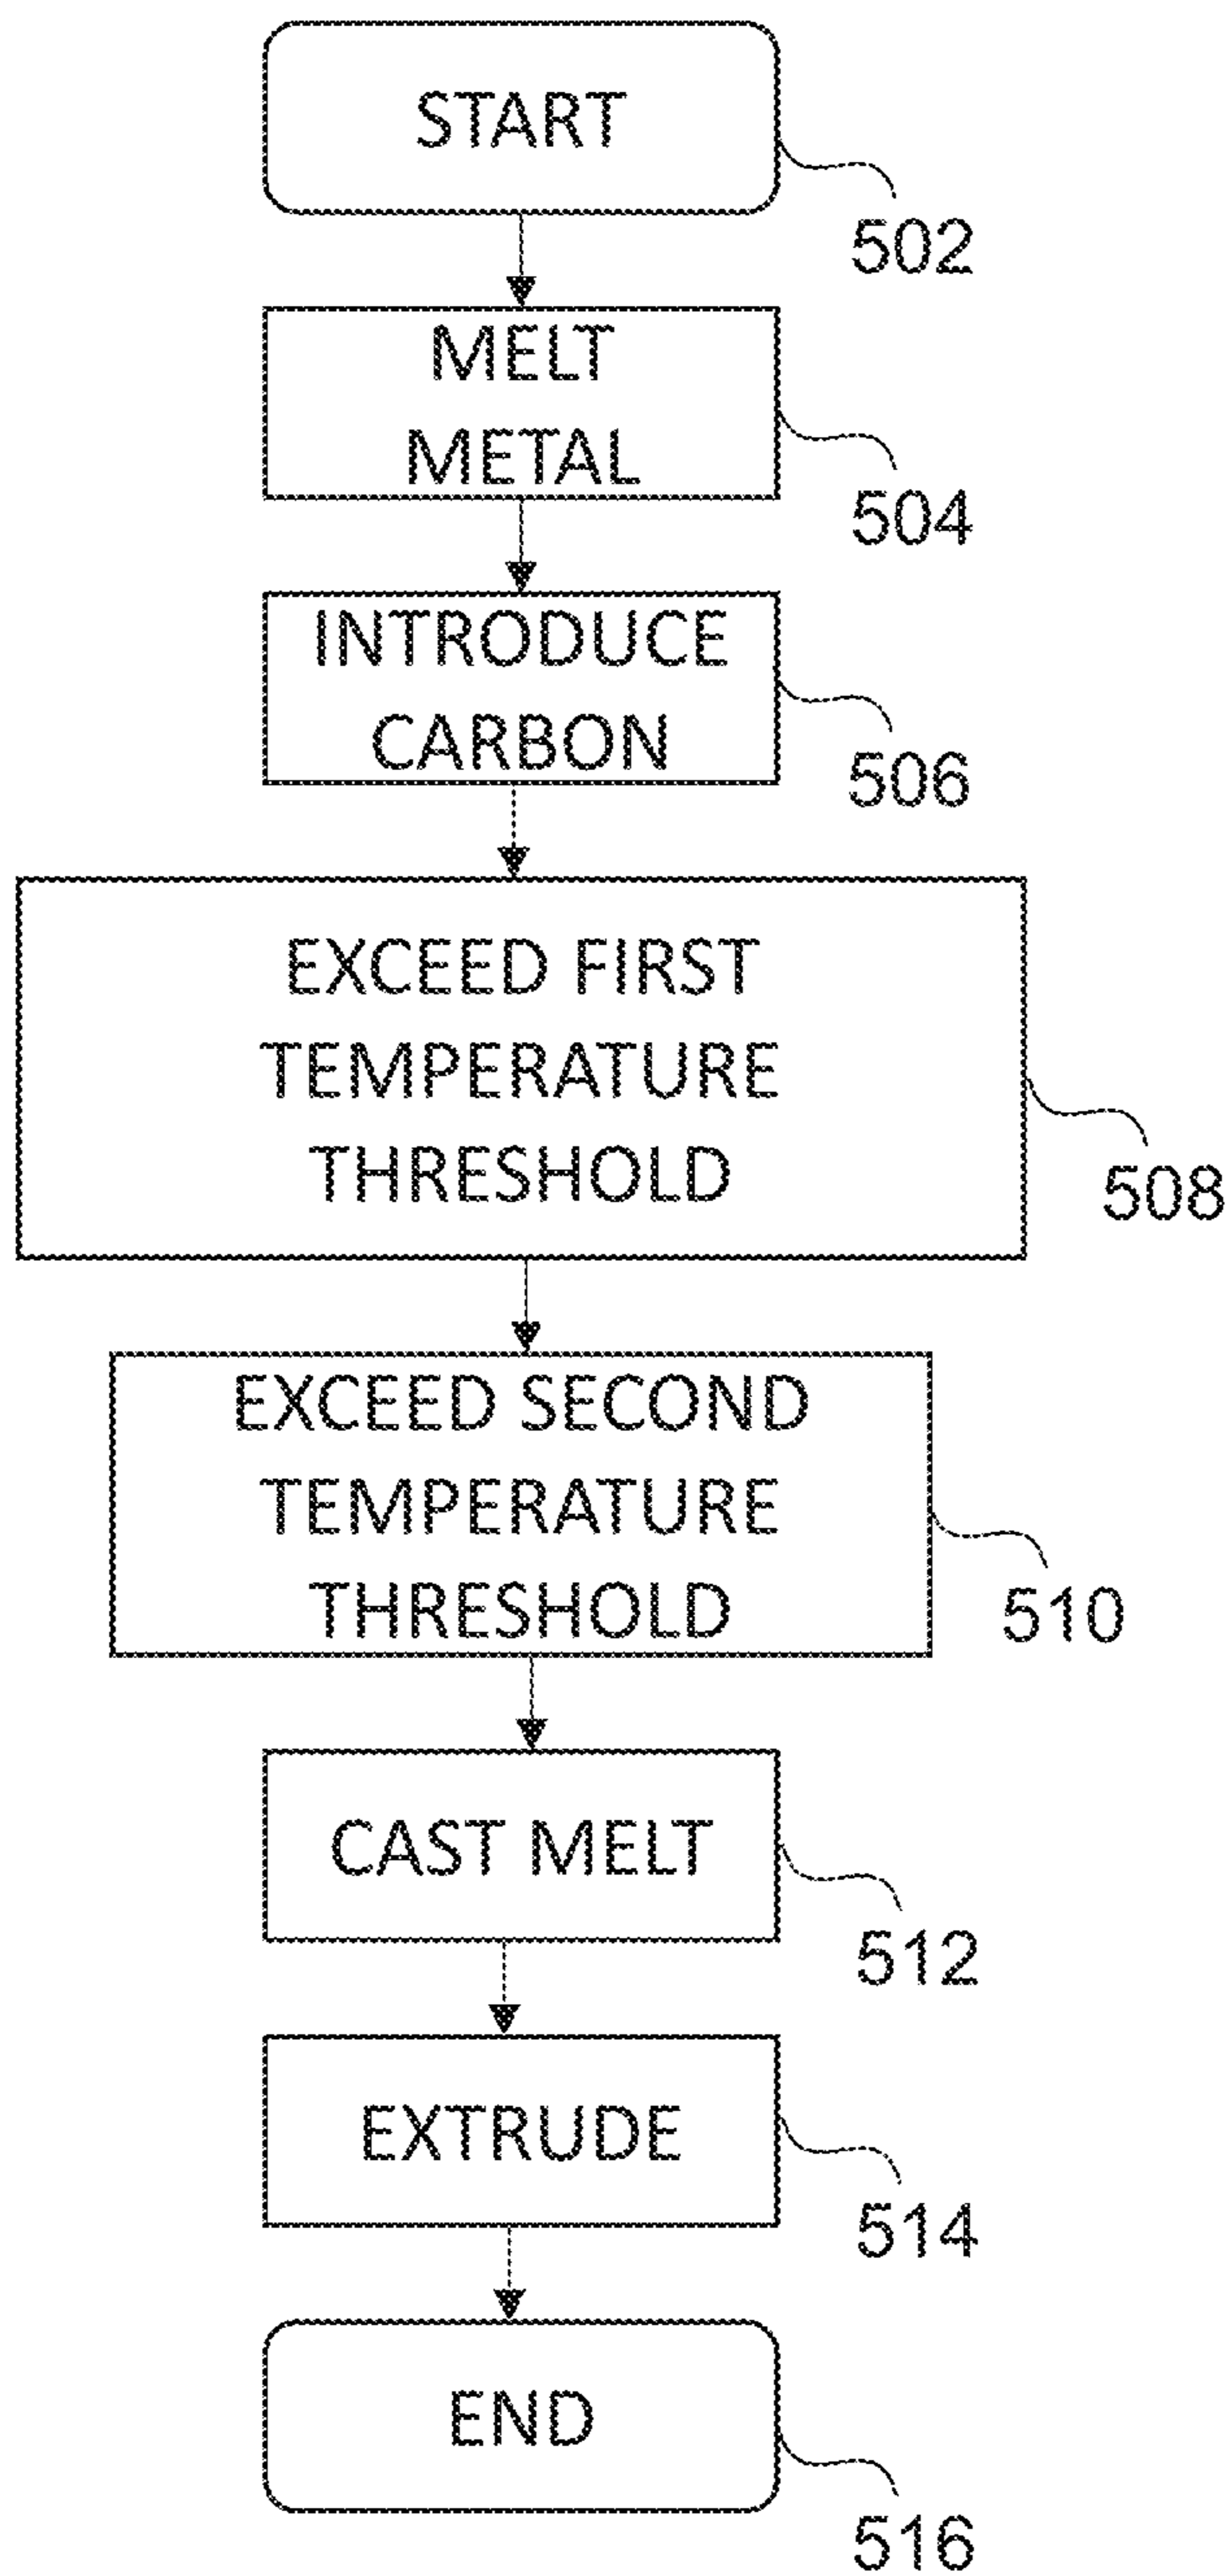 START
502
MELT
METAL
504
INTRODUCE
CARBON
506
EXCEED FIRST
TEMPERATURE
THRESHOLD
508
EXCEED SECOND
TEMPERATURE
THRESHOLD
510
CAST MELT
512
EXTRUDE
514
END
516